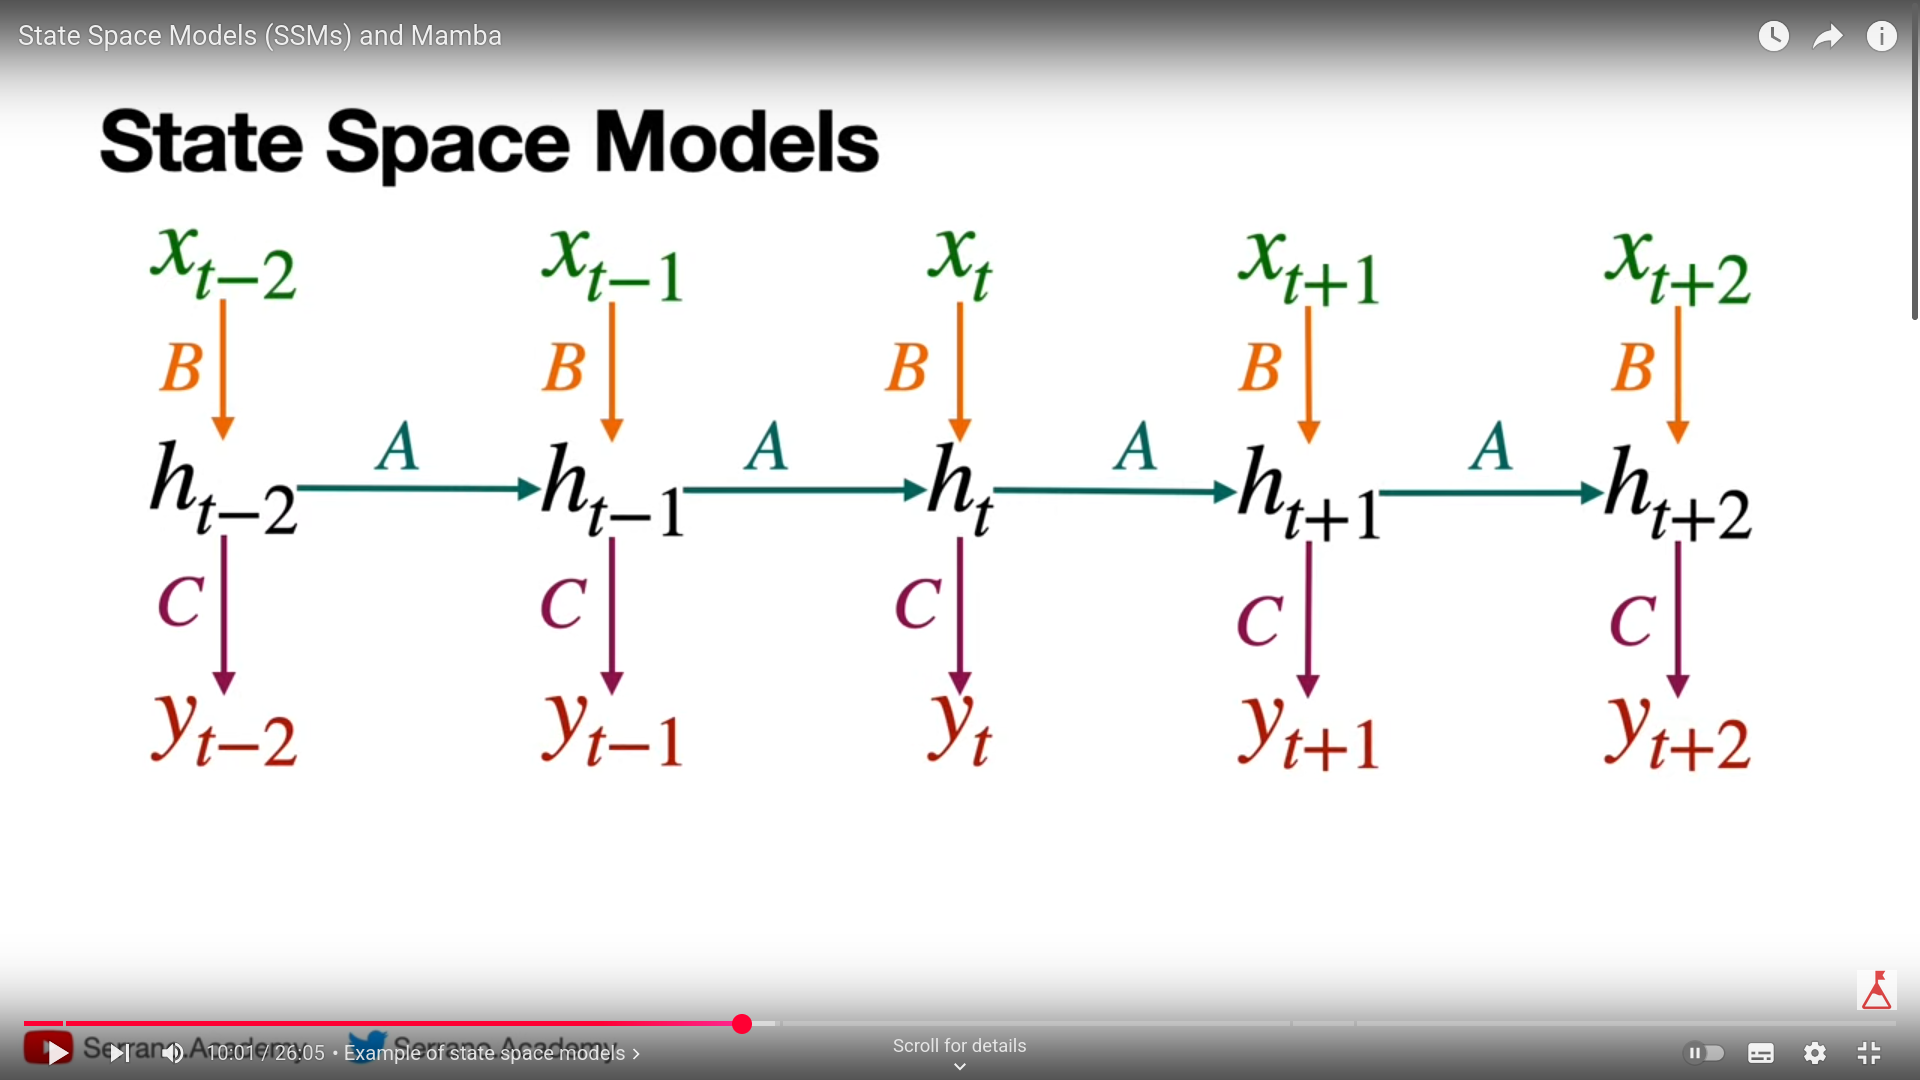 State Space Models (SSMs) and Mamba
State Space Models
x_{t-2} x_{t-1} x_t x_{t+1} x_{t+2}
B B B B B
A A A A
h_{t-2} h_{t-1} h_t h_{t+1} h_{t+2}
C C C C C
y_{t-2} y_{t-1} y_t y_{t+1} y_{t+2}
Serrano.Academy Serrano.Academy
10:01 / 26:05 • Example of state space models >
Scroll for details